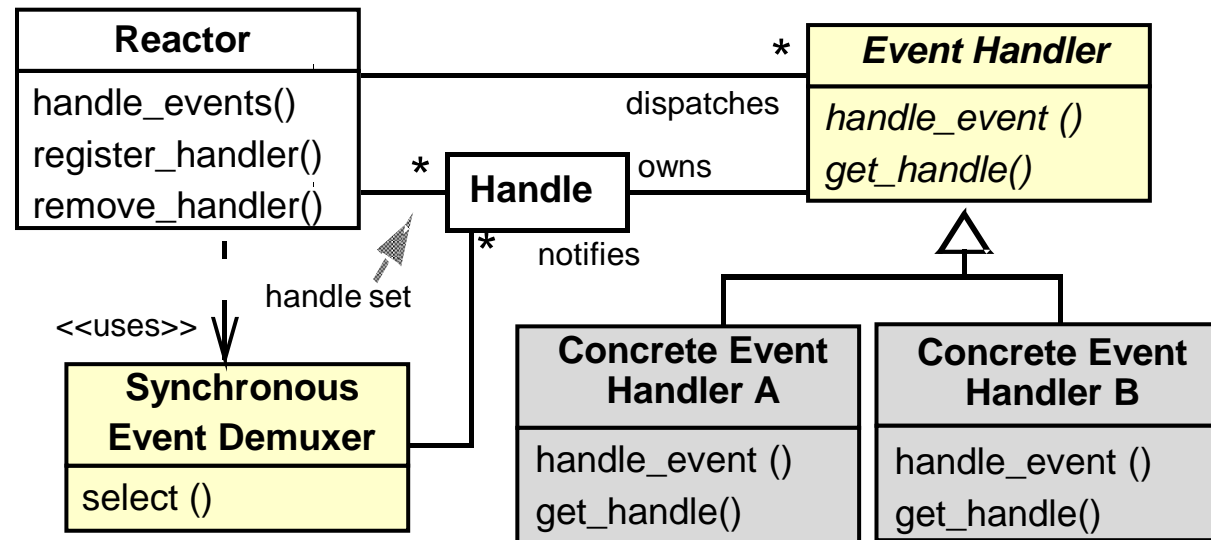 Reactor
handle_events()
register_handler()
remove_handler()
*
dispatches
Event Handler
handle_event ()
get_handle()
*
Handle
owns
*
notifies
handle set
<<uses>>
Synchronous
Event Demuxer
select ()
Concrete Event
Handler A
handle_event ()
get_handle()
Concrete Event
Handler B
handle_event ()
get_handle()